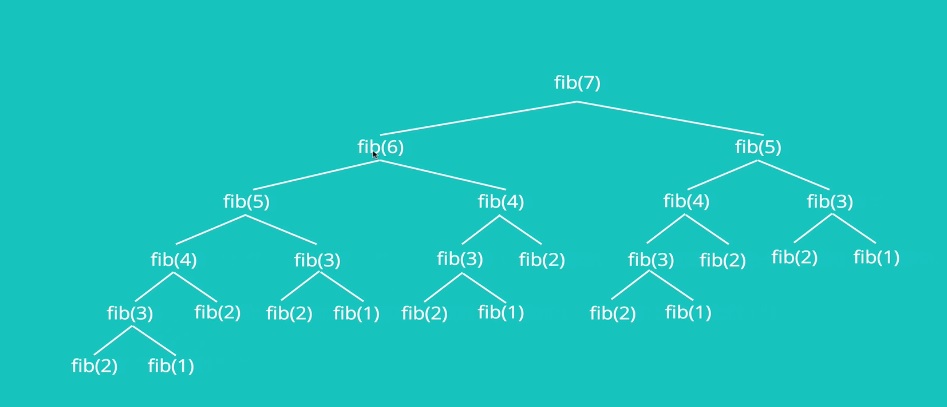 fib(7)
fib(6) fib(5)
fib(5) fib(4) fib(4) fib(3)
fib(4) fib(3) fib(3) fib(2) fib(3) fib(2) fib(2) fib(1)
fib(3) fib(2) fib(2) fib(1) fib(2) fib(1) fib(2) fib(1)
fib(2) fib(1)